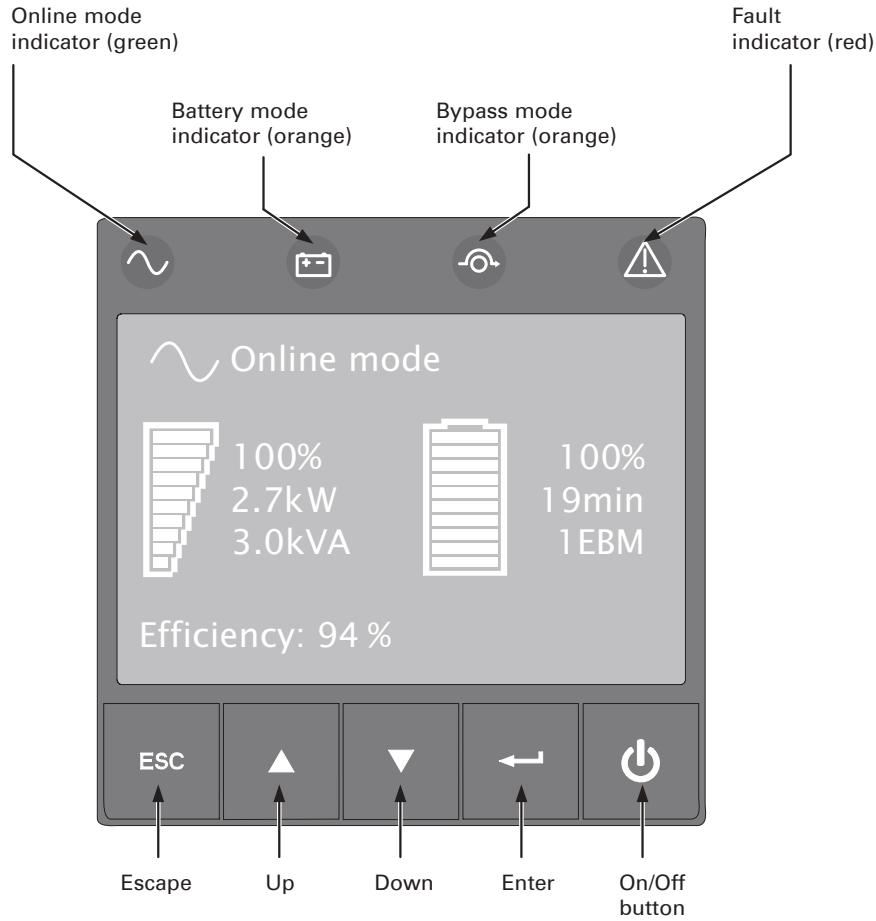 Online mode
indicator (green)
Fault
indicator (red)
Battery mode
indicator (orange)
Bypass mode
indicator (orange)
Online mode
100%
2.7kW
3.0kVA
100%
19min
1EBM
Efficiency: 94 %
ESC
Escape
Up
Down
Enter
On/Off
button